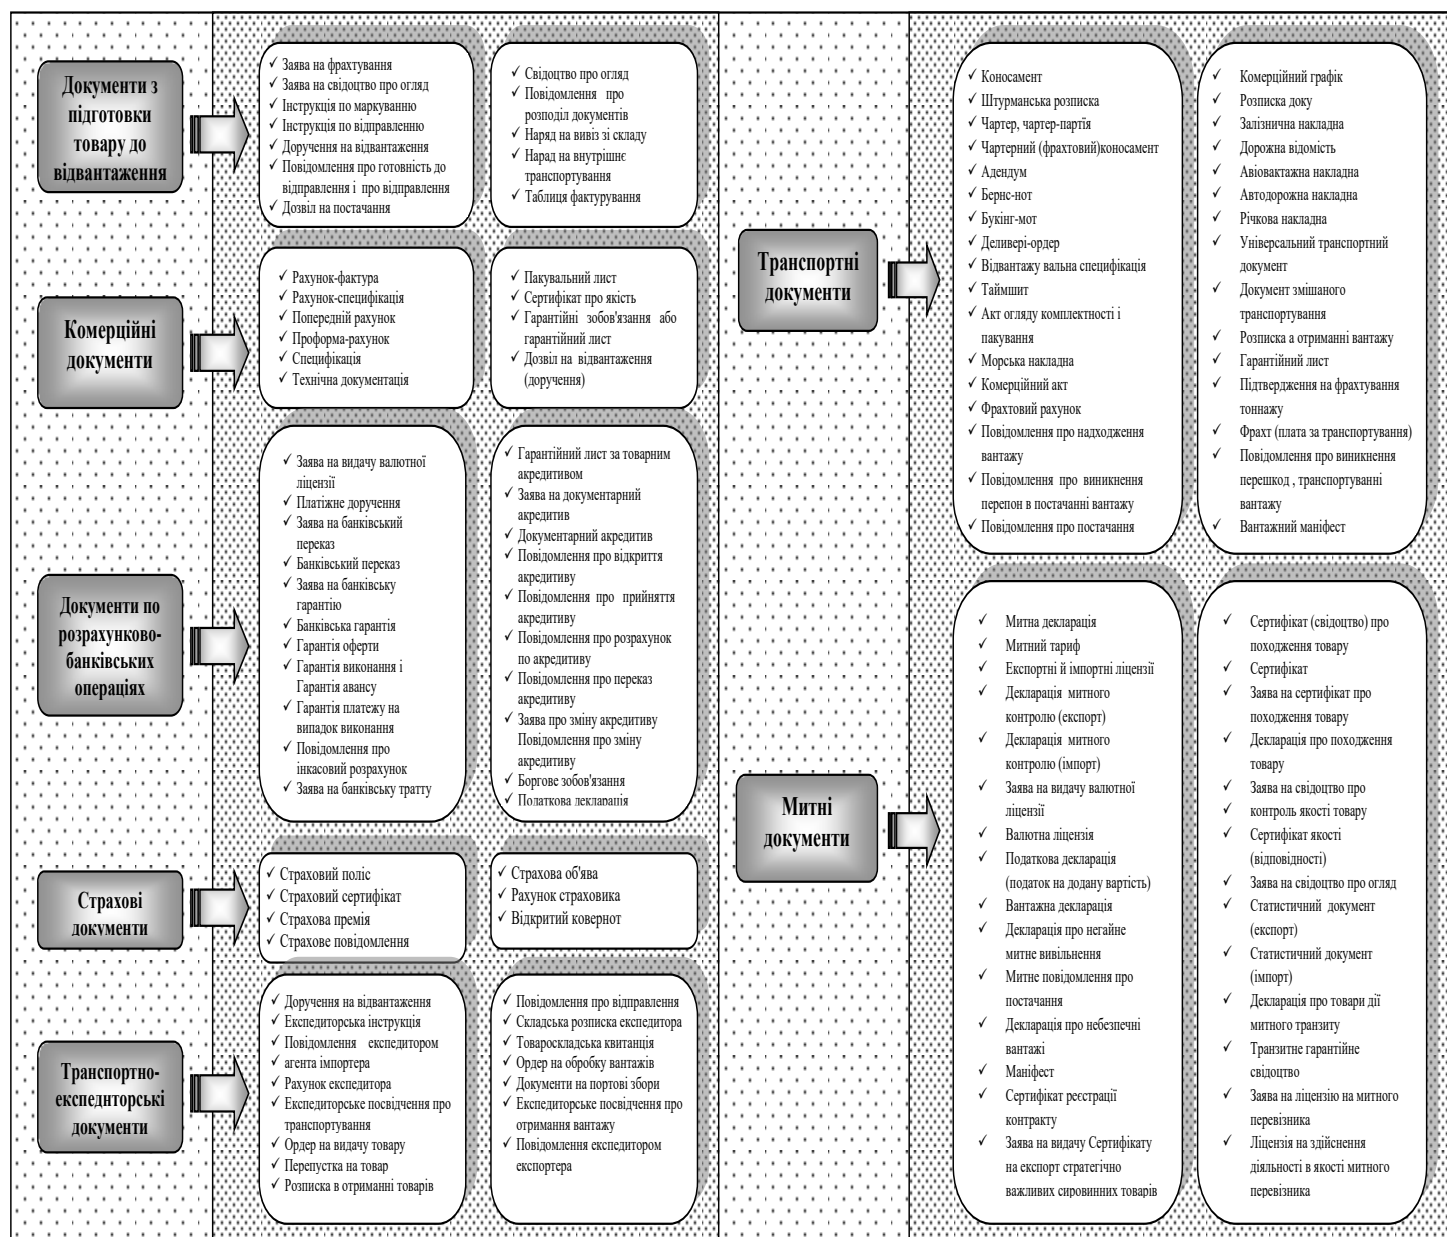 Документи з
підготовки
товару до
відвантаження
Заява на фрахтування
Заява на свідоцтво про огляд
Інструкція по маркуванню
Інструкція по відправленню
Доручення на відвантаження
Повідомлення про готовність до
відправлення і про відправлення
Дозвіл на постачання
Свідоцтво про огляд
Повідомлення про
розподіл документів
Наряд на вивіз зі складу
Нарад на внутрішнє
транспортування
Таблиця фактурування
Комерційні
документи
Рахунок-фактура
Рахунок-специфікація
Попередній рахунок
Проформа-рахунок
Специфікація
Технічна документація
Пакувальний лист
Сертифікат про якість
Гарантійні зобов'язання або
гарантійний лист
Дозвіл на відвантаження
(доручення)
Документи по
розрахунково-
банківських
операціях
Заява на видачу валютної
ліцензії
Платіжне доручення
Заява на банківський
переказ
Банківський переказ
Заява на банківську
гарантію
Банківська гарантія
Гарантія оферти
Гарантія виконання і
Гарантія авансу
Гарантія платежу на
випадок виконання
Повідомлення про
інкасовий розрахунок
Заява на банківську тратту
Гарантійний лист за товарним
акредитивом
Заява на документарний
акредитив
Документарний акредитив
Повідомлення про відкриття
акредитиву
Повідомлення про прийняття
акредитиву
Повідомлення про розрахунок
по акредитиву
Повідомлення про переказ
акредитиву
Заява про зміну акредитиву
Повідомлення про зміну
акредитиву
Боргове зобов'язання
Податкова декларація
Страхові
документи
Страховий поліс
Страховий сертифікат
Страхова премія
Страхове повідомлення
Страхова об'ява
Рахунок страховика
Відкритий ковернот
Транспортно-
експеднторські
документи
Доручення на відвантаження
Експедиторська інструкція
Повідомлення експедитором
агента імпортера
Рахунок експедитора
Експедиторське посвідчення про
транспортування
Ордер на видачу товару
Перепустка на товар
Розписка в отриманні товарів
Повідомлення про відправлення
Складська розписка експедитора
Товароскладська квитанція
Ордер на обробку вантажів
Документи на портові збори
Експедиторське посвідчення про
отримання вантажу
Повідомлення експедитором
експортера
Транспортні
документи
Коносамент
Штурманська розписка
Чартер, чартер-партїя
Чартерний (фрахтовий)коносамент
Адендум
Бернс-нот
Букінг-мот
Деливері-ордер
Відвантажу вальна специфікація
Таймшит
Акт огляду комплектності і
пакування
Морська накладна
Комерційний акт
Фрахтовий рахунок
Повідомлення про надходження
вантажу
Повідомлення про виникнення
перепон в постачанні вантажу
Повідомлення про постачання
Комерційний графік
Розписка доку
Залізнична накладна
Дорожна відомість
Авіовактажна накладна
Автодорожна накладна
Річкова накладна
Універсальний транспортний
документ
Документ змішаного
транспортування
Розписка а отриманні вантажу
Гарантійний лист
Підтвердження на фрахтування
тоннажу
Фрахт (плата за транспортування)
Повідомлення про виникнення
перешкод , транспортуванні
вантажу
Вантажний маніфест
Митні
документи
Митна декларація
Митний тариф
Експортні й імпортні ліцензії
Декларація митного
контролю (експорт)
Декларація митного
контролю (імпорт)
Заява на видачу валютної
ліцензії
Валютна ліцензія
Податкова декларація
(податок на додану вартість)
Вантажна декларація
Декларація про негайне
митне вивільнення
Митне повідомлення про
постачання
Декларація про небезпечні
вантажі
Маніфест
Сертифікат реєстрації
контракту
Заява на видачу Сертифікату
на експорт стратегічно
важливих сировинних товарів
Сертифікат (свідоцтво) про
походження товару
Сертифікат
Заява на сертифікат про
походження товару
Декларація про походження
товару
Заява на свідоцтво про
контроль якості товару
Сертифікат якості
(відповідності)
Заява на свідоцтво про огляд
Статистичний документ
(експорт)
Статистичний документ
(імпорт)
Декларація про товари дії
митного транзиту
Транзитне гарантійне
свідоцтво
Заява на ліцензію на митного
перевізника
Ліцензія на здійснення
діяльності в якості митного
перевізника